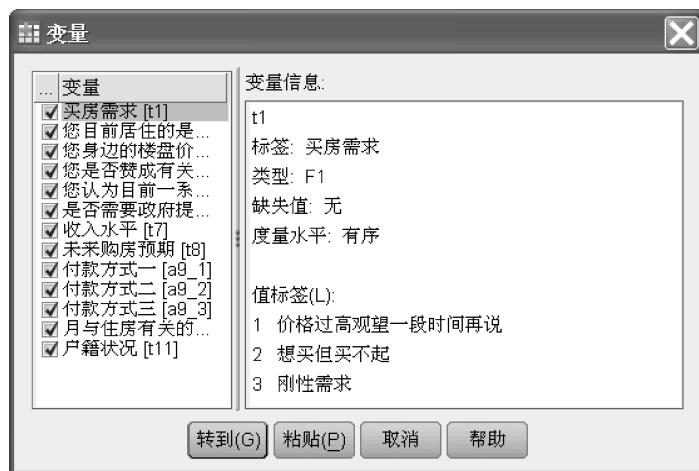 变量
... 变量
买房需求 [t1]
您目前居住的是...
您身边的楼盘价...
您是否赞成有关...
您认为目前一系...
是否需要政府提...
收入水平 [t7]
未来购房预期 [t8]
付款方式一 [a9_1]
付款方式二 [a9_2]
付款方式三 [a9_3]
月与住房有关的...
户籍状况 [t11]
变量信息:
t1
标签: 买房需求
类型: F1
缺失值: 无
度量水平: 有序
值标签(L):
1 价格过高观望一段时间再说
2 想买但买不起
3 刚性需求
转到(G) 粘贴(P) 取消 帮助